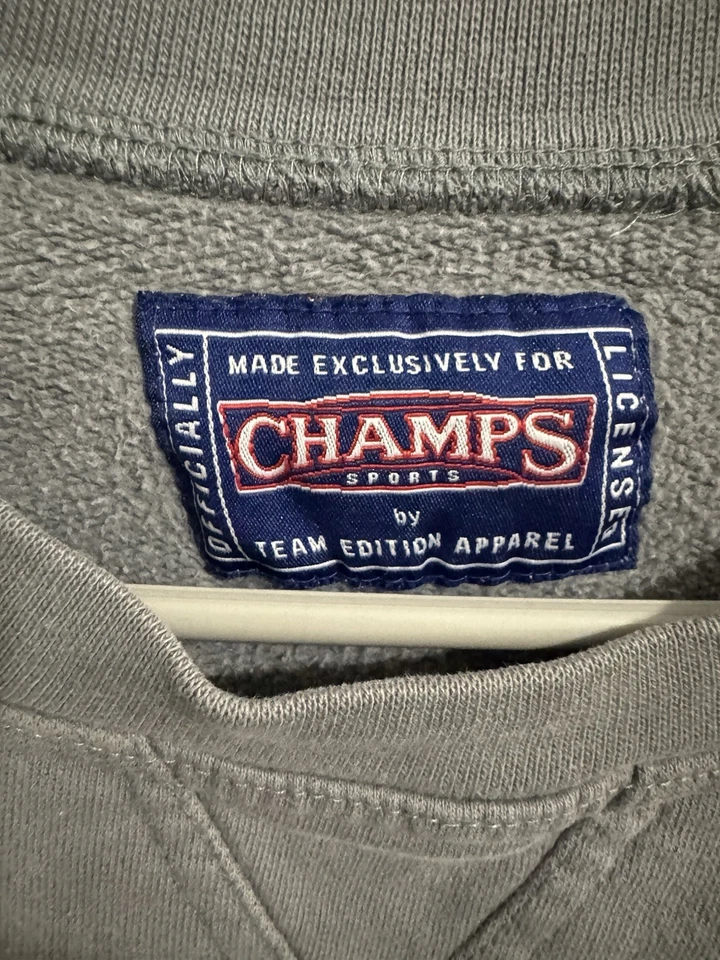 OFFICIALLY
MADE EXCLUSIVELY FOR
CHAMPS
SPORTS
by
TEAM EDITION APPAREL
LICENSED